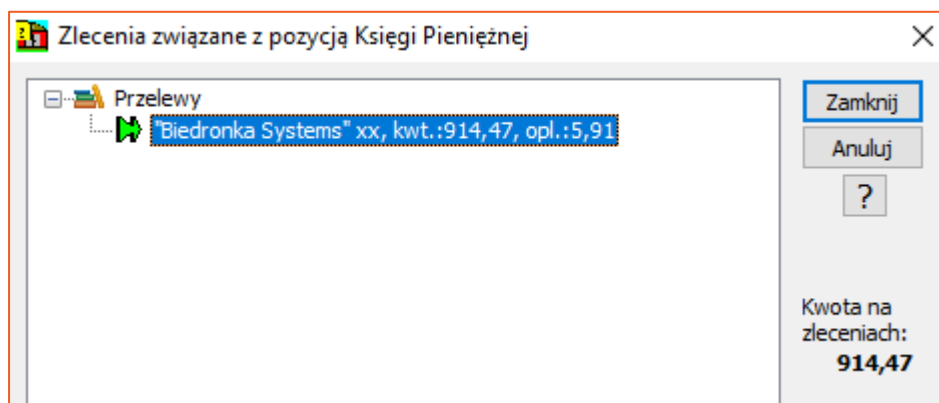 Zlecenia związane z pozycją Księgi Pieniężnej
Przelewy
"Biedronka Systems" xx, kwt.:914,47, opl.:5,91
Zamknij
Anuluj
?
Kwota na
zleceniach:
914,47